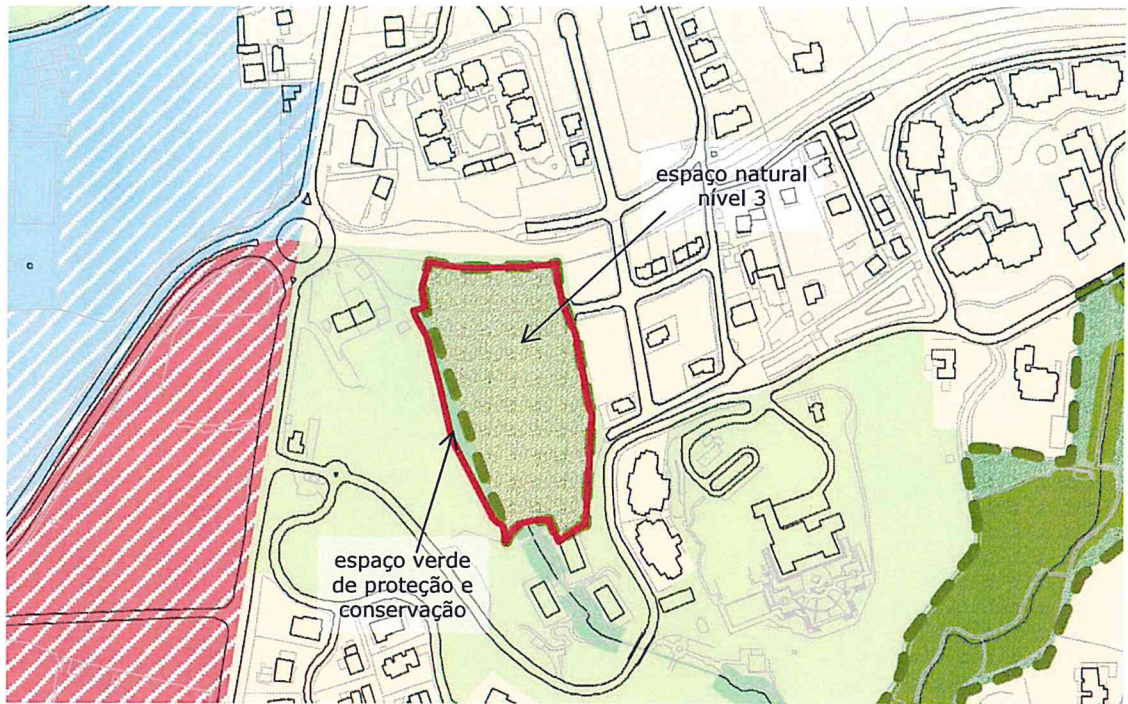 espaço natural
nível 3
espaço verde
de proteção e
conservação